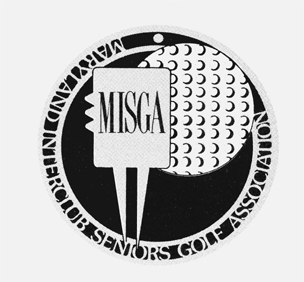 MARYLAND INTERCLUB SENIORS GOLF ASSOCIATION
MISGA